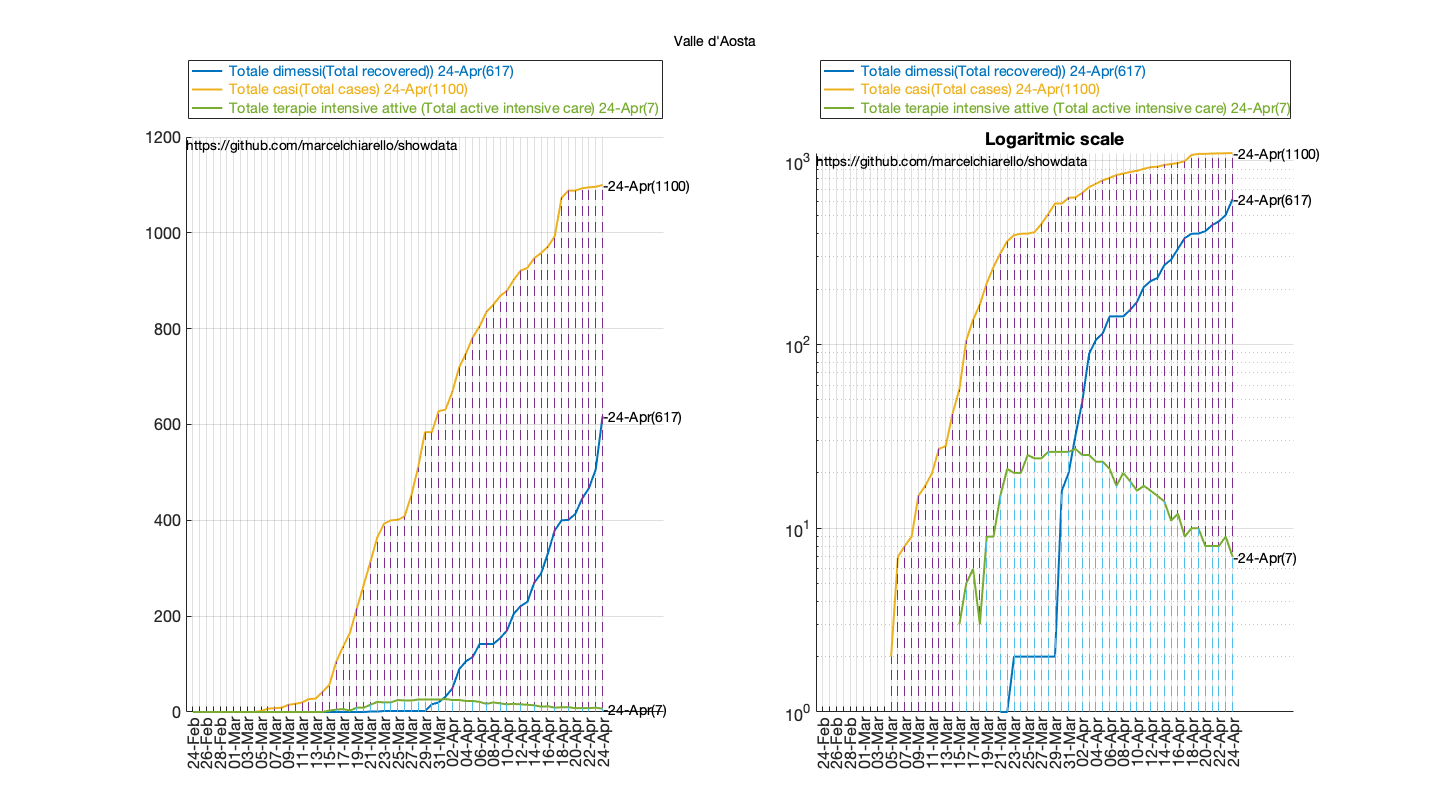 Valle d'Aosta
Totale dimessi(Total recovered)) 24-Apr(617)
Totale casi(Total cases) 24-Apr(1100)
Totale terapie intensive attive (Total active intensive care) 24-Apr(7)
1200
https://github.com/marcelchiarello/showdata
-24-Apr(1100)
1000
800
600
-24-Apr(617)
400
200
0
-24-Apr(7)
24-Feb
26-Feb
28-Feb
01-Mar
03-Mar
05-Mar
07-Mar
09-Mar
11-Mar
13-Mar
15-Mar
17-Mar
19-Mar
21-Mar
23-Mar
25-Mar
27-Mar
29-Mar
31-Mar
02-Apr
04-Apr
06-Apr
08-Apr
10-Apr
12-Apr
14-Apr
16-Apr
18-Apr
20-Apr
22-Apr
24-Apr
Totale dimessi(Total recovered)) 24-Apr(617)
Totale casi(Total cases) 24-Apr(1100)
Totale terapie intensive attive (Total active intensive care) 24-Apr(7)
Logaritmic scale
10^3
https://github.com/marcelchiarello/showdata
-24-Apr(1100)
-24-Apr(617)
10^2
10^1
-24-Apr(7)
10^0
24-Feb
26-Feb
28-Feb
01-Mar
03-Mar
05-Mar
07-Mar
09-Mar
11-Mar
13-Mar
15-Mar
17-Mar
19-Mar
21-Mar
23-Mar
25-Mar
27-Mar
29-Mar
31-Mar
02-Apr
04-Apr
06-Apr
08-Apr
10-Apr
12-Apr
14-Apr
16-Apr
18-Apr
20-Apr
22-Apr
24-Apr